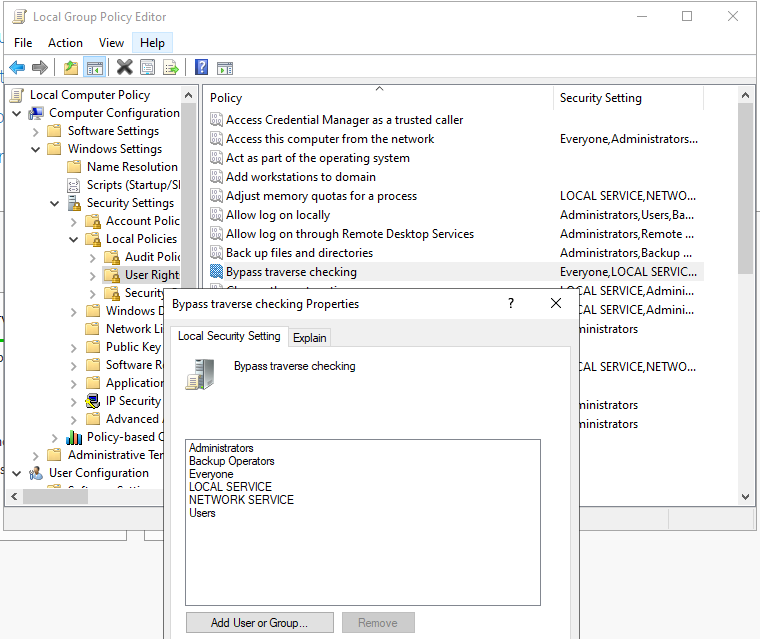 Local Group Policy Editor
File Action View Help
Local Computer Policy
Computer Configuration
Software Settings
Windows Settings
Name Resolution
Scripts (Startup/Sl
Security Settings
Account Polic
Local Policies
Audit Polic
User Right
Security
Windows D
Network Li
Public Key
Software R
Application
IP Security
Advanced
Policy-based
Administrative Ter
User Configuration
Policy Security Setting
Access Credential Manager as a trusted caller
Access this computer from the network Everyone,Administrators...
Act as part of the operating system
Add workstations to domain
Adjust memory quotas for a process LOCAL SERVICE,NETWO...
Allow log on locally Administrators,Users,Ba...
Allow log on through Remote Desktop Services Administrators,Remote ...
Back up files and directories Administrators,Backup ...
Bypass traverse checking Everyone,LOCAL SERVIC...
LOCAL SERVICE,Admini...
LOCAL SERVICE,Admini...
ministrators
CAL SERVICE,NETWO...
ministrators
ministrators
Bypass traverse checking Properties ?
Local Security Setting Explain
Bypass traverse checking
Administrators
Backup Operators
Everyone
LOCAL SERVICE
NETWORK SERVICE
Users
Add User or Group... Remove